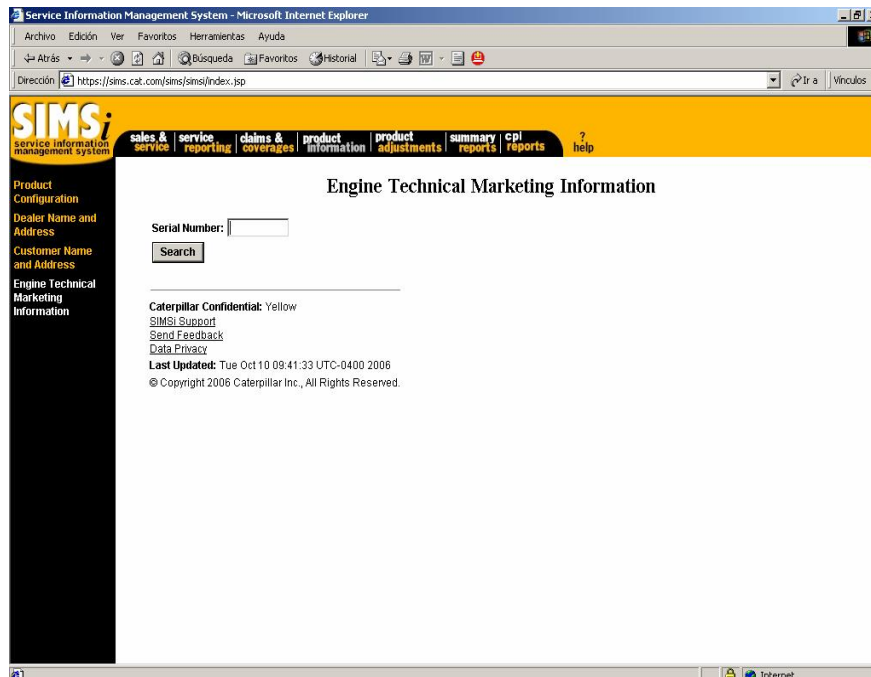 Service Information Management System - Microsoft Internet Explorer
Archivo Edición Ver Favoritos Herramientas Ayuda
Atrás Búsqueda Favoritos Historial
Dirección https://sims.cat.com/sims/simsi/index.jsp Ir a Vínculos
SIMSi
service information
management system
sales & service
service reporting
claims & coverages
product information
product adjustments
summary reports
cpi reports
? help
Product
Configuration
Dealer Name and
Address
Customer Name
and Address
Engine Technical
Marketing
Information
Engine Technical Marketing Information
Serial Number:
Search
Caterpillar Confidential: Yellow
SIMSi Support
Send Feedback
Data Privacy
Last Updated: Tue Oct 10 09:41:33 UTC-0400 2006
© Copyright 2006 Caterpillar Inc., All Rights Reserved.
Internet